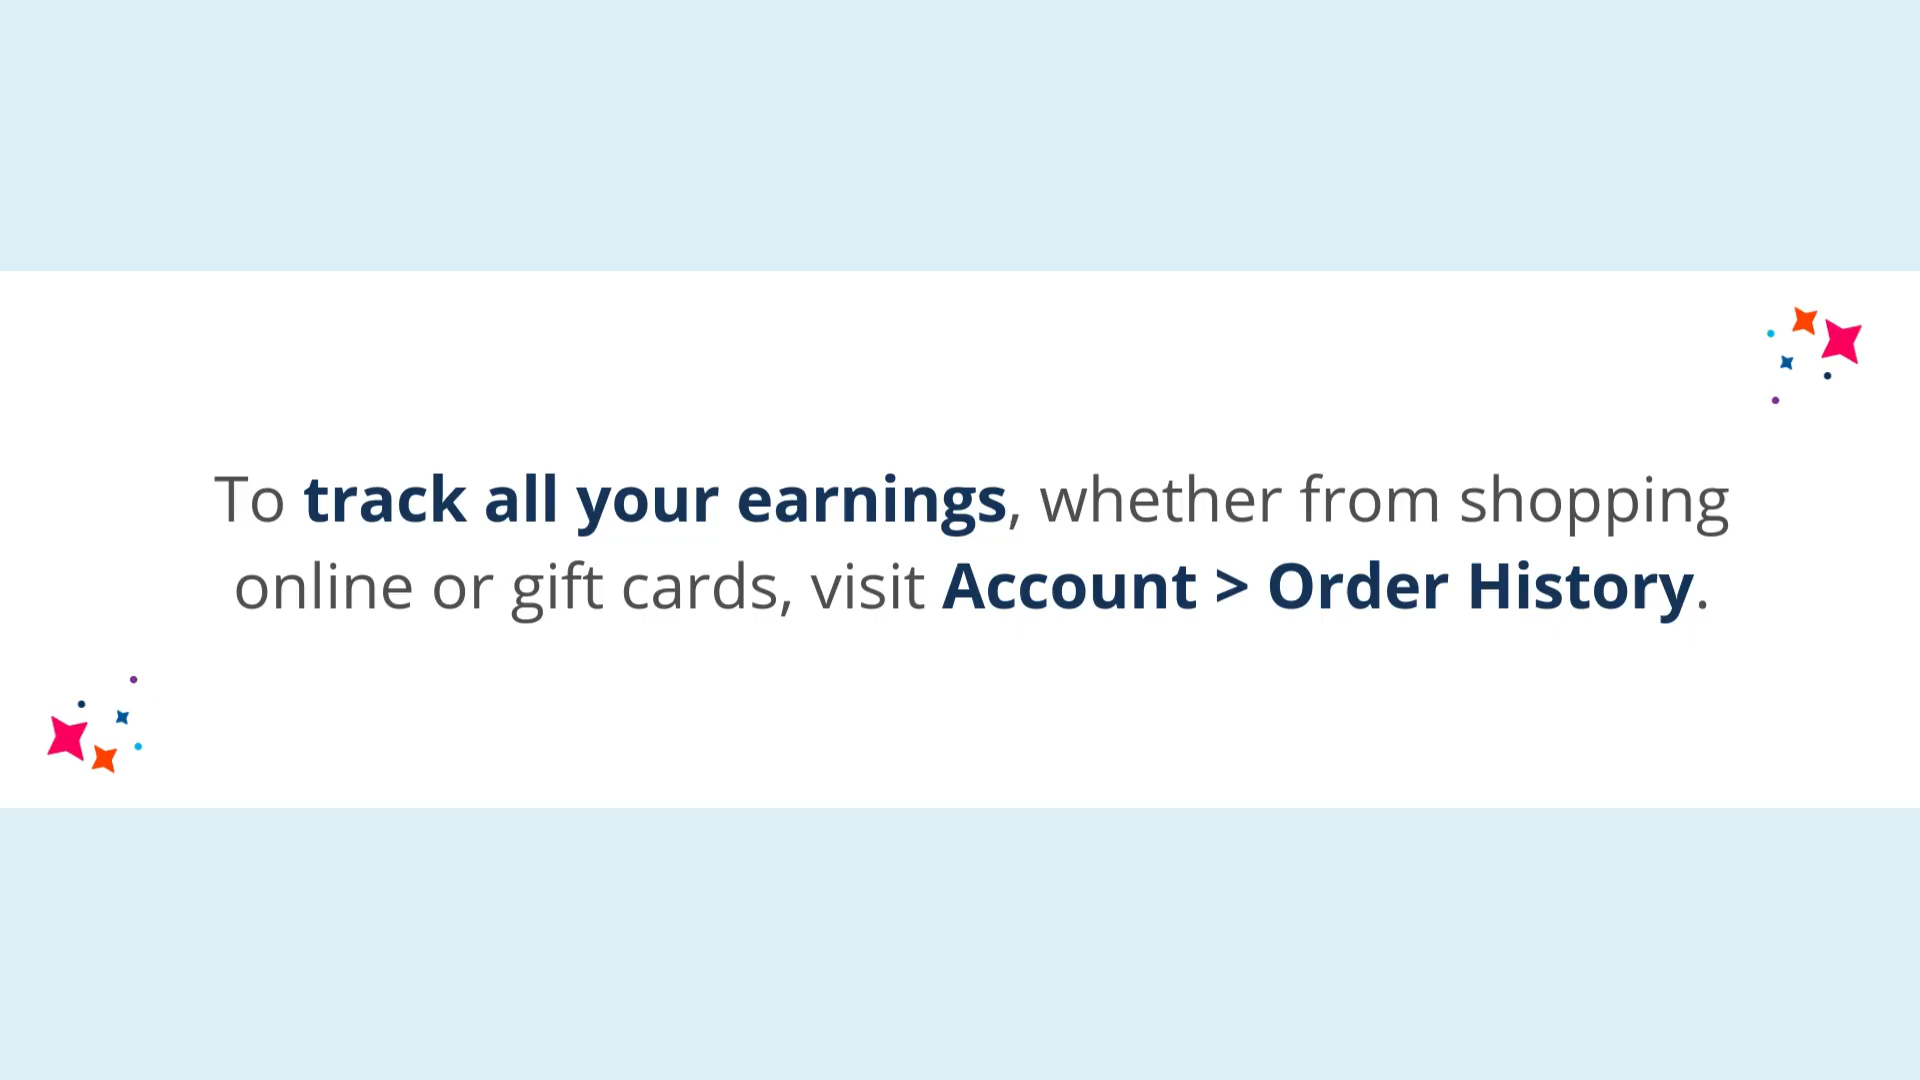 To track all your earnings, whether from shopping
online or gift cards, visit Account > Order History.